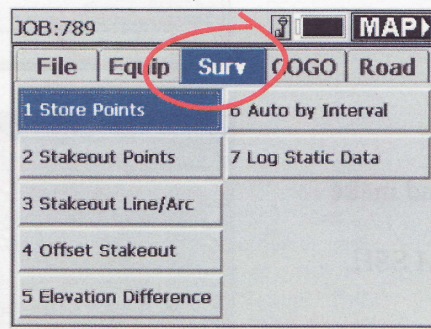 JOB:789 MAP
File Equip Surv COGO Road
1 Store Points
6 Auto by Interval
2 Stakeout Points
7 Log Static Data
3 Stakeout Line/Arc
4 Offset Stakeout
5 Elevation Difference